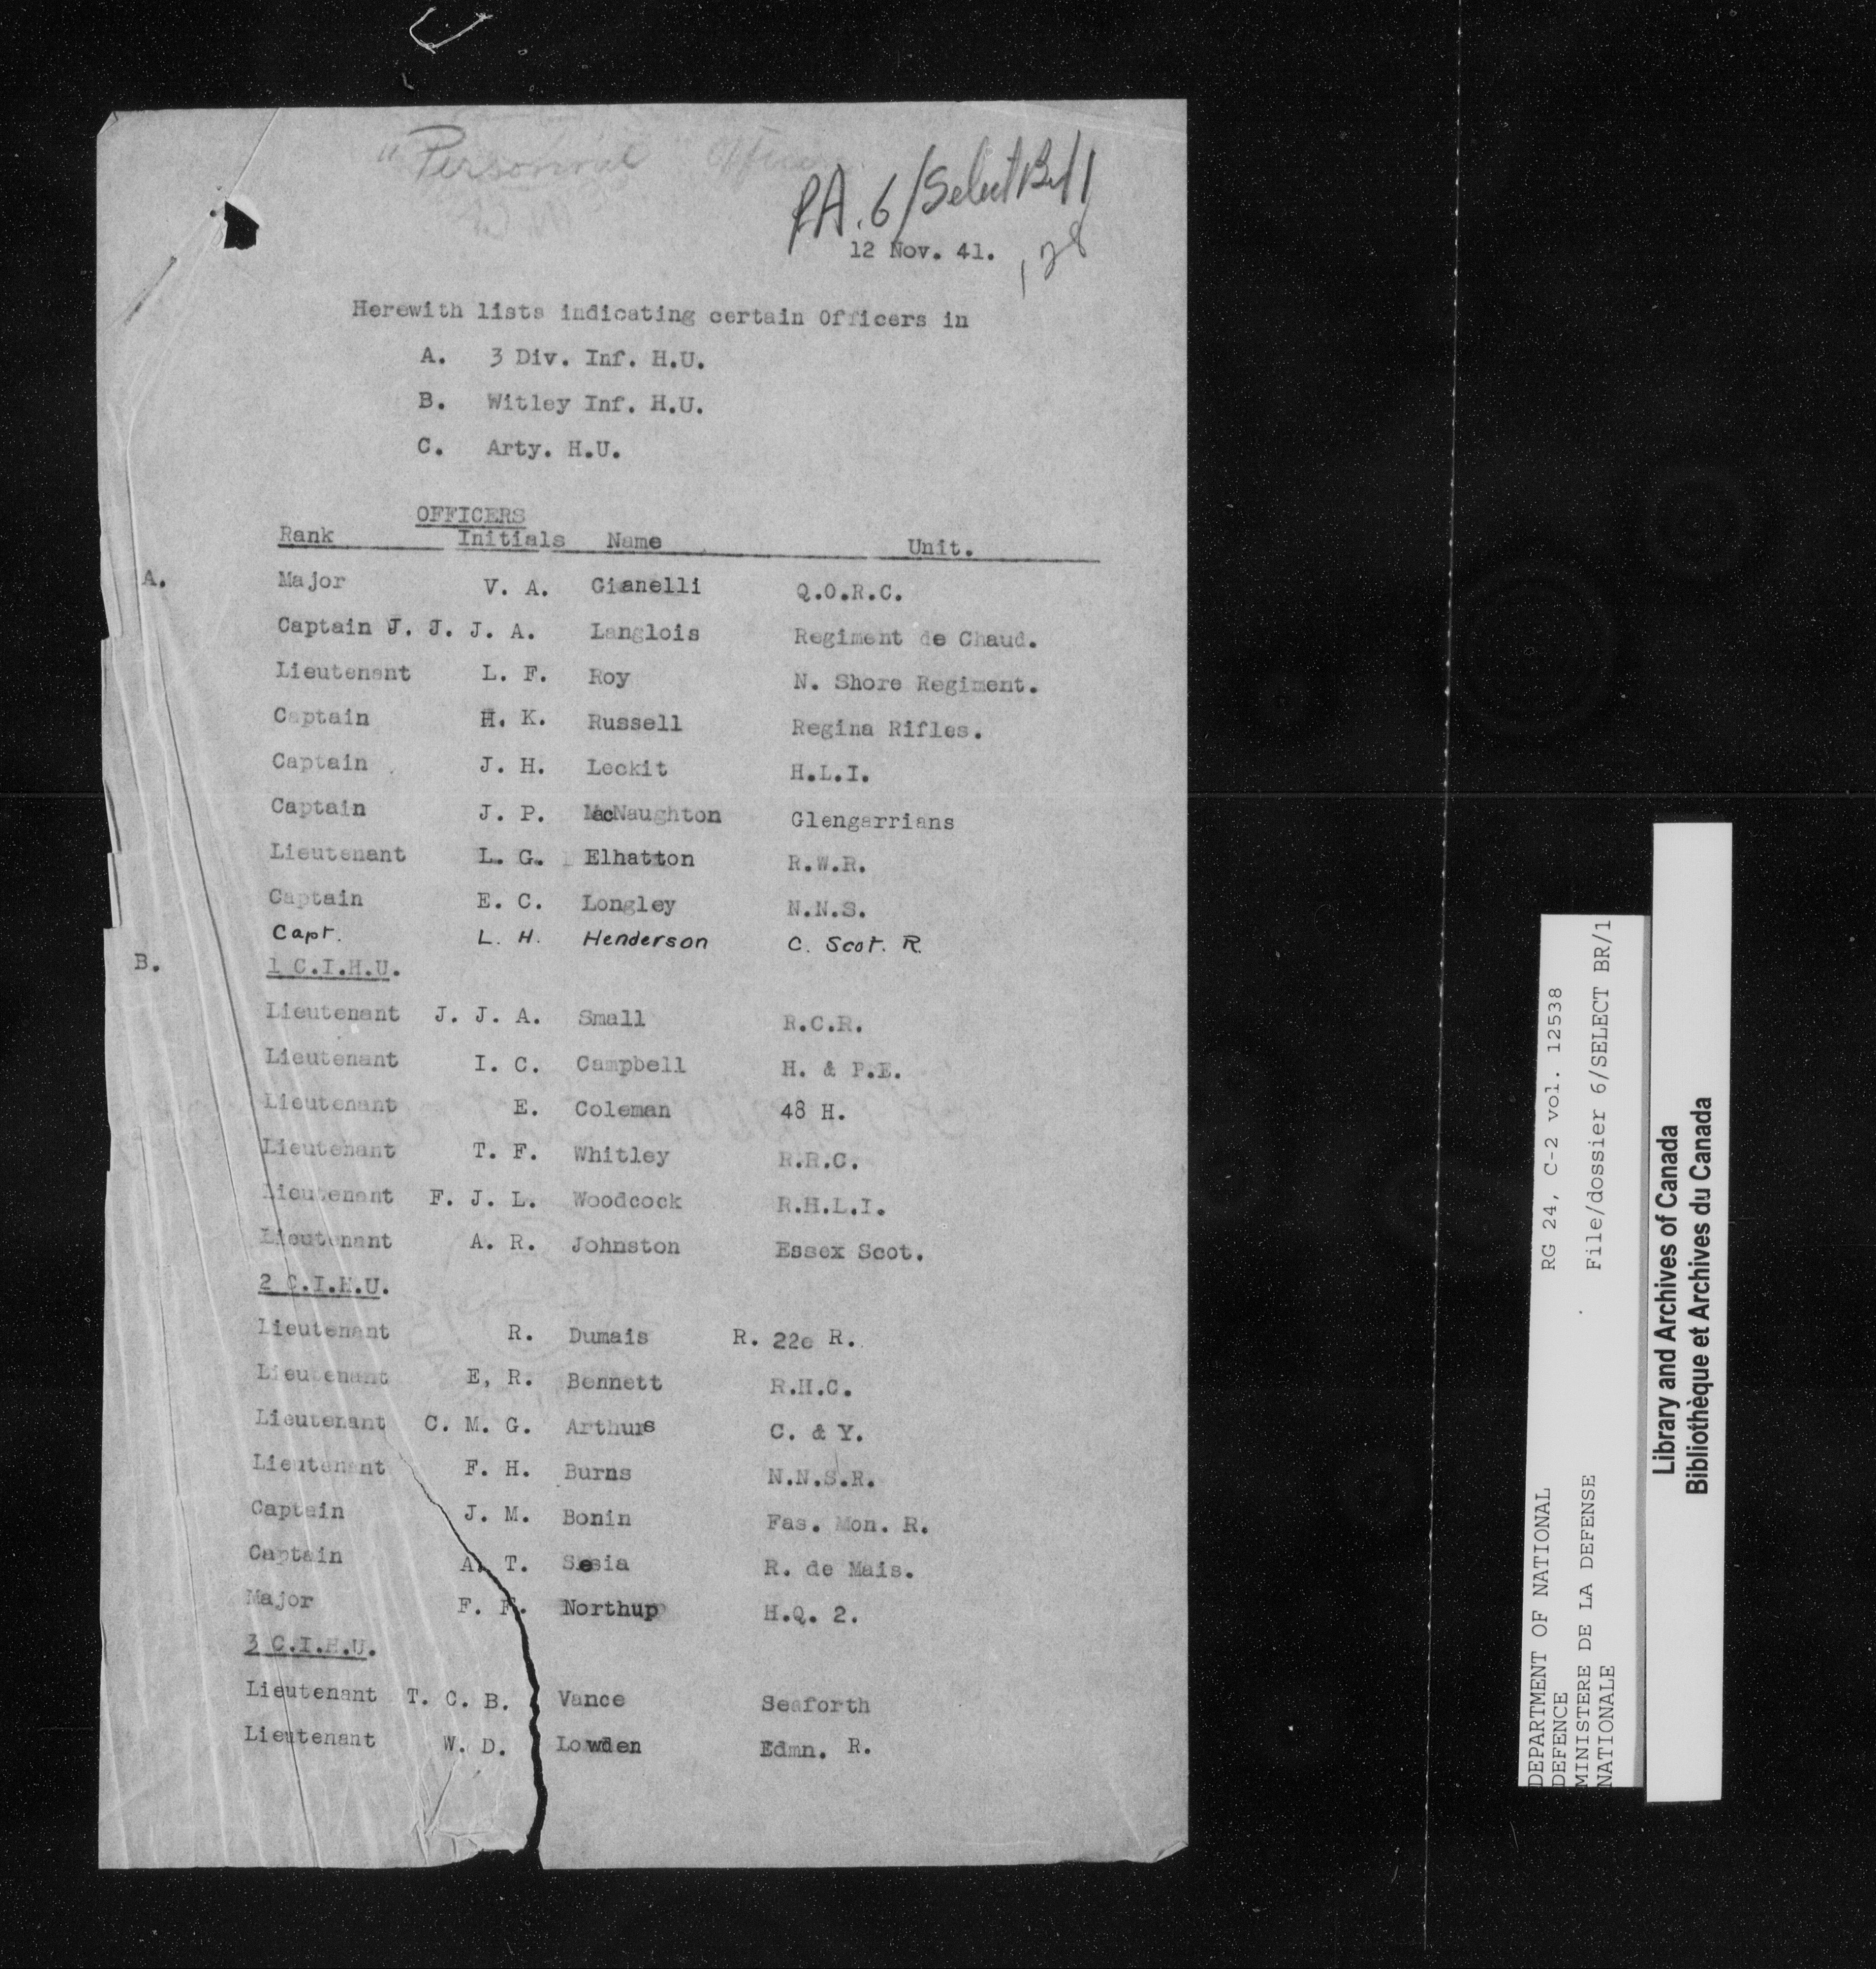 "Personnel Officer
PA. 6/Select Br/1
12 Nov. 41.
128
Herewith lists indicating certain Officers in
A. 3 Div. Inf. H.U.
B. Witley Inf. H.U.
C. Arty. H.U.
OFFICERS
Rank Initials Name Unit.
A. Major V. A. Gianelli Q.O.R.C.
Captain J. J. J. A. Langlois Regiment de Chaud.
Lieutenant L. F. Roy N. Shore Regiment.
Captain H. K. Russell Regina Rifles.
Captain J. H. Leckit H.L.I.
Captain J. P. MacNaughton Glengarrians
Lieutenant L. G. Elhatton R.W.R.
Captain E. C. Longley N.N.S.
Capt. L. H. Henderson C. Scot. R.
B. 1 C.I.H.U.
Lieutenant J. J. A. Small R.C.R.
Lieutenant I. C. Campbell H. & P.E.
Lieutenant E. Coleman 48 H.
Lieutenant T. F. Whitley R.R.C.
Lieutenant F. J. L. Woodcock R.H.L.I.
Lieutenant A. R. Johnston Essex Scot.
2 C.I.H.U.
Lieutenant R. Dumais R. 22e R.
Lieutenant E, R. Bennett R.H.C.
Lieutenant C. M. G. Arthurs C. & Y.
Lieutenant F. H. Burns N.N.S.R.
Captain J. M. Bonin Fas. Mon. R.
Captain A. T. Sesia R. de Mais.
Major F. F. Northup H.Q. 2.
3 C.I.H.U.
Lieutenant T. C. B. Vance Seaforth
Lieutenant W. D. Lowden Edmn. R.
DEPARTMENT OF NATIONAL DEFENCE RG 24, C-2 vol. 12538
MINISTERE DE LA DEFENSE NATIONALE File/dossier 6/SELECT BR/1
Library and Archives of Canada
Bibliothèque et Archives du Canada